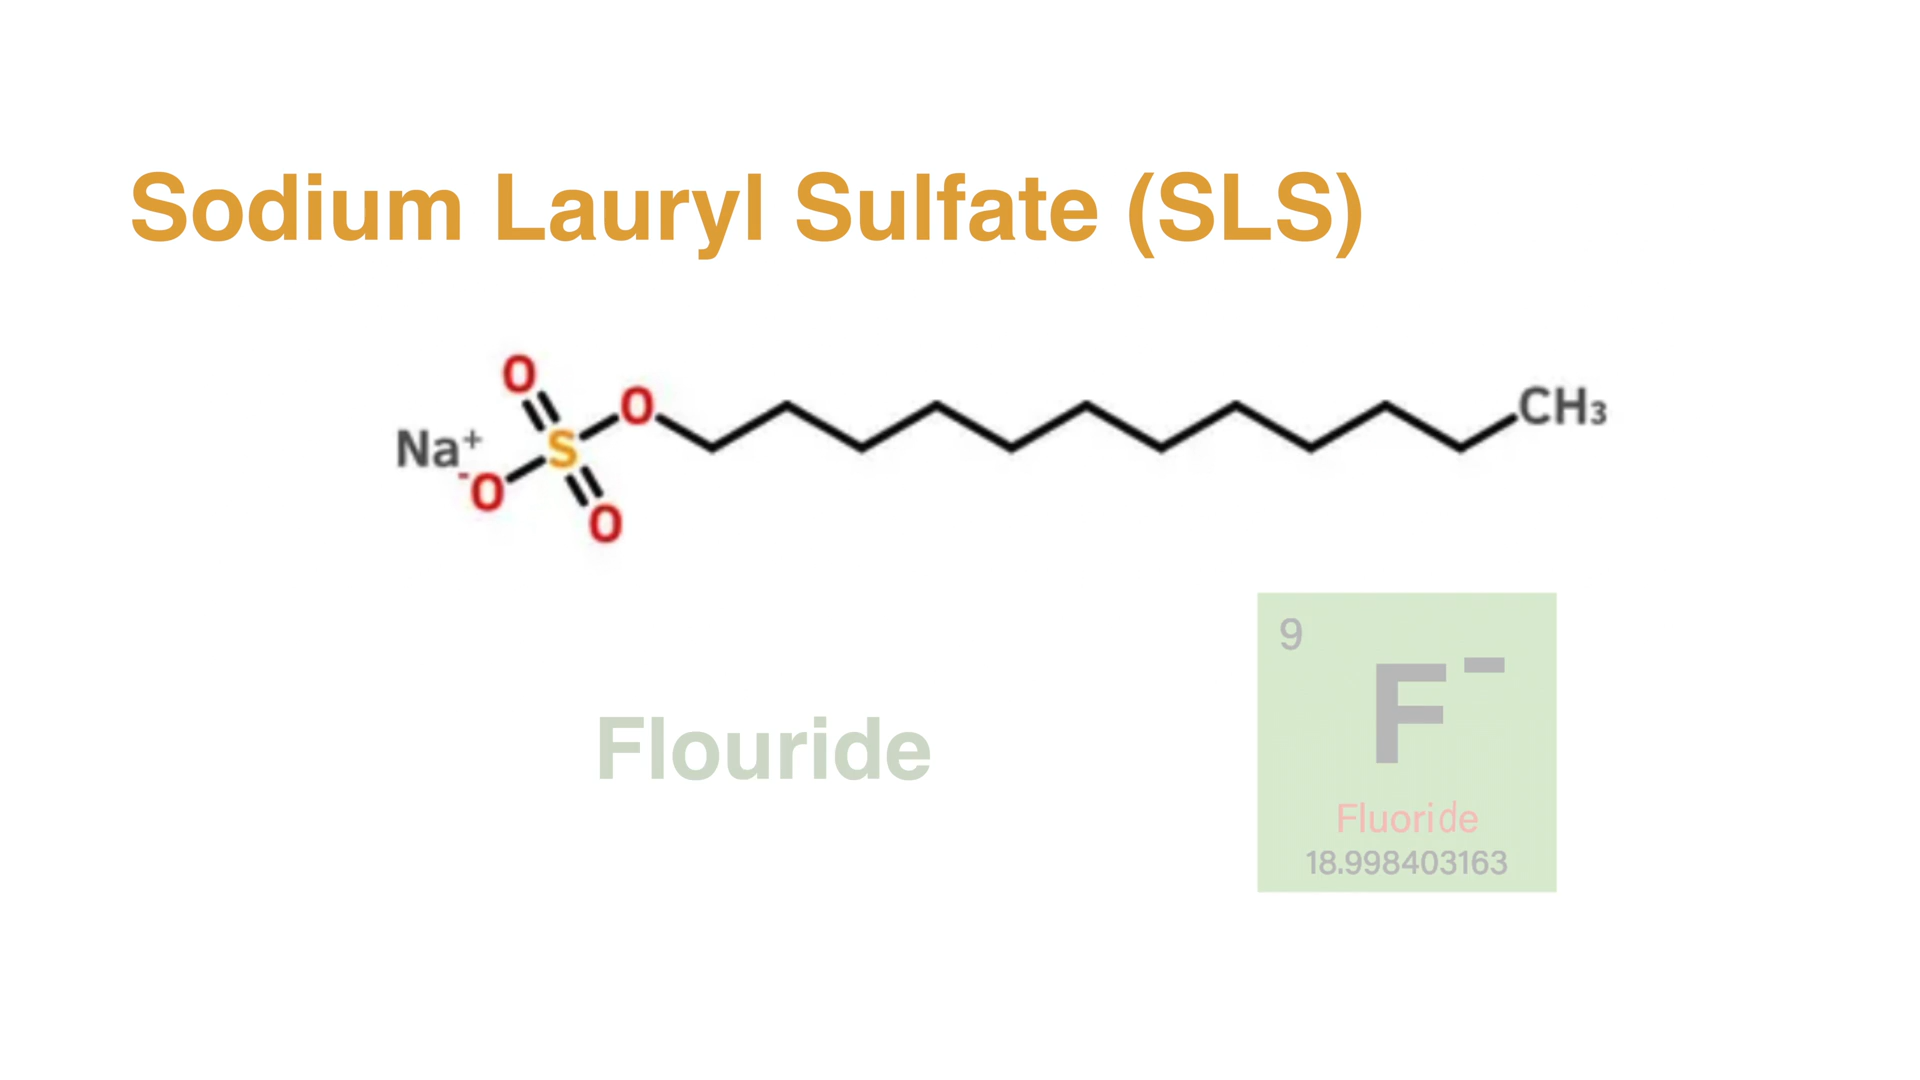 Sodium Lauryl Sulfate (SLS)
O
O
CH₃
Na⁺
S
⁻O
O
9
F⁻
Flouride
Fluoride
18.998403163